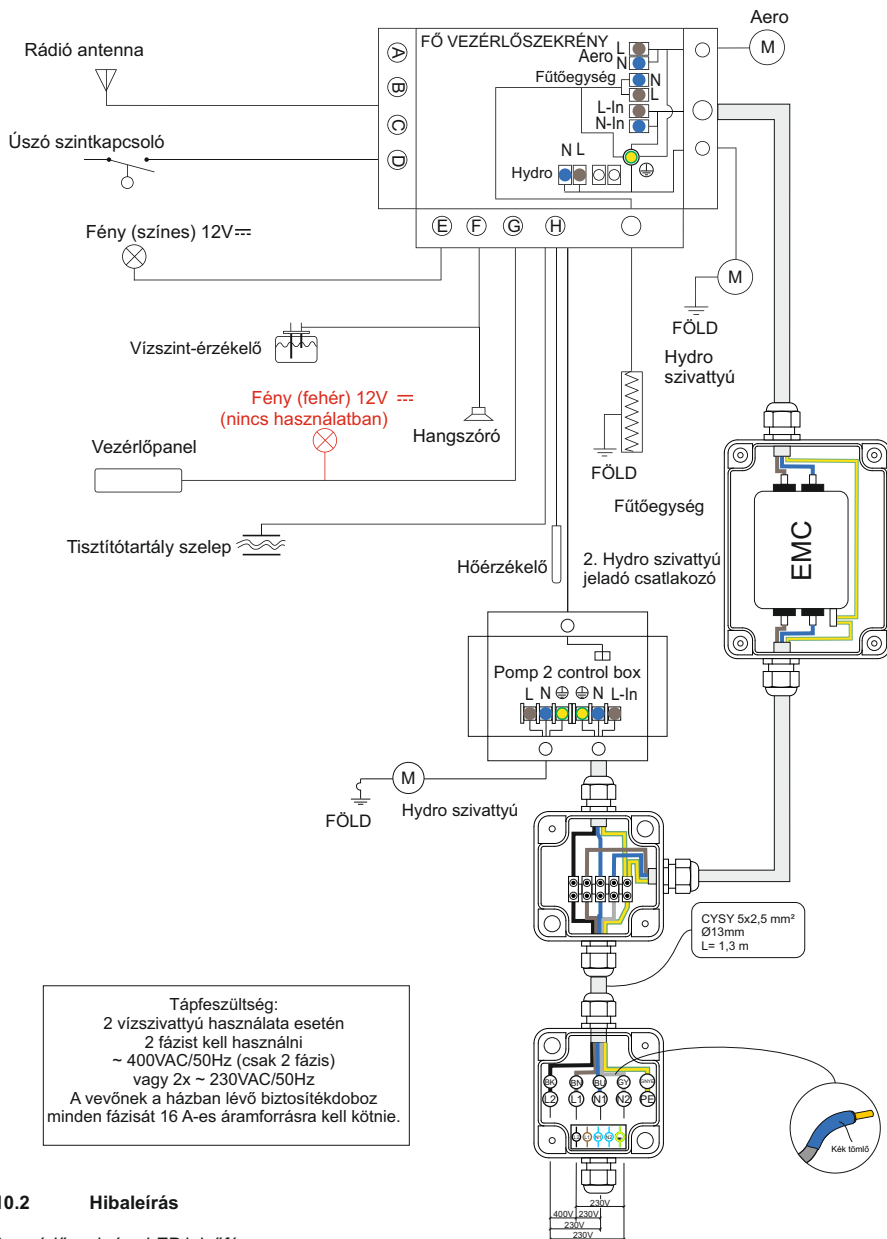 Aero
M
Rádió antenna
FŐ VEZÉRLŐSZEKRÉNY
A
B
C
D
L
Aero
N
Fűtőegység
N
L
L-In
N-In
N L
Hydro
Úszó szintkapcsoló
E
F
G
H
Fény (színes) 12V
M
FÖLD
Hydro
szivattyú
Vízszint-érzékelő
Fény (fehér) 12V
(nincs használatban)
Hangszóró
Vezérlőpanel
FÖLD
Fűtőegység
Tisztítótartály szelep
Hőérzékelő
2. Hydro szivattyú
jeladó csatlakozó
EMC
Pomp 2 control box
L N N L-In
M
FÖLD
Hydro szivattyú
CYSY 5x2,5 mm²
Ø13mm
L= 1,3 m
Tápfeszültség:
2 vízszivattyú használata esetén
2 fázist kell használni
~ 400VAC/50Hz (csak 2 fázis)
vagy 2x ~ 230VAC/50Hz
A vevőnek a házban lévő biztosítékdoboz
minden fázisát 16 A-es áramforrásra kell kötnie.
BK BN BU GY
L2 L1 N1 N2 PE
L2 L1 N1 N2
Kék tömlő
230V
400V 230V
230V
230V
10.2 Hibaleírás